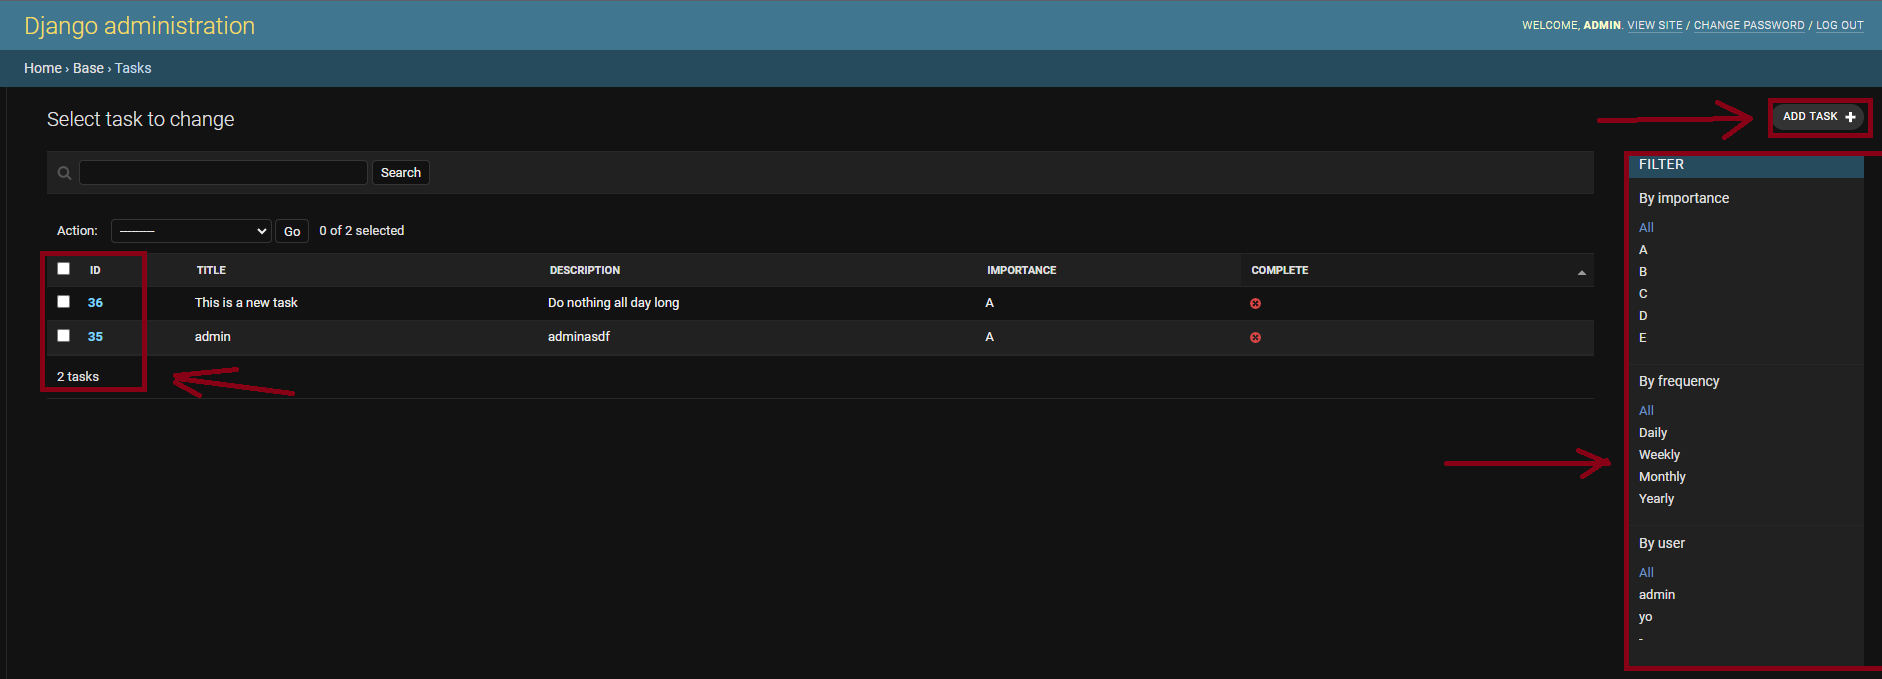 Django administration
WELCOME, ADMIN. VIEW SITE / CHANGE PASSWORD / LOG OUT
Home › Base › Tasks
Select task to change
ADD TASK +
Search
Action: --------- Go 0 of 2 selected
ID TITLE DESCRIPTION IMPORTANCE COMPLETE
36 This is a new task Do nothing all day long A
35 admin adminasdf A
2 tasks
FILTER
By importance
All
A
B
C
D
E
By frequency
All
Daily
Weekly
Monthly
Yearly
By user
All
admin
yo
-